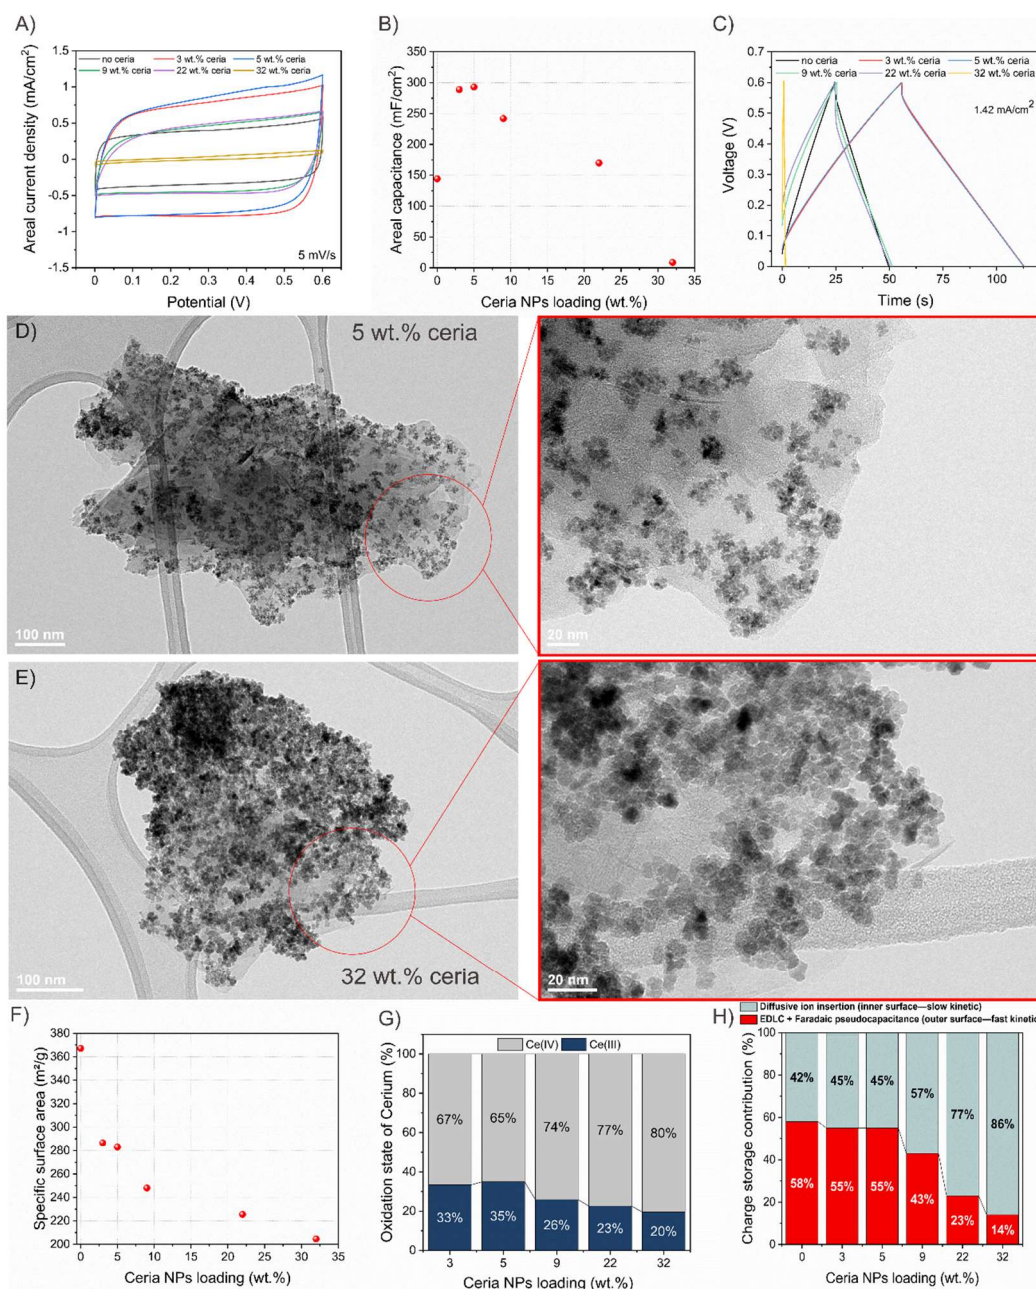 A)
no ceria 3 wt.% ceria 5 wt.% ceria
9 wt.% ceria 22 wt.% ceria 32 wt.% ceria
Areal current density (mA/cm²)
1.5
1
0.5
0
-0.5
-1
-1.5
5 mV/s
0 0.1 0.2 0.3 0.4 0.5 0.6
Potential (V)
B)
Areal capacitance (mF/cm²)
350
300
250
200
150
100
50
0
0 5 10 15 20 25 30 35
Ceria NPs loading (wt.%)
C)
no ceria 3 wt.% ceria 5 wt.% ceria
9 wt.% ceria 22 wt.% ceria 32 wt.% ceria
1.42 mA/cm²
Voltage (V)
0.7
0.6
0.5
0.4
0.3
0.2
0.1
0.0
0 25 50 75 100
Time (s)
D)
5 wt.% ceria
100 nm
20 nm
E)
32 wt.% ceria
100 nm
20 nm
F)
Specific surface area (m²/g)
380
360
340
320
300
280
260
240
220
200
0 5 10 15 20 25 30 35
Ceria NPs loading (wt.%)
G)
Ce(IV) Ce(III)
Oxidation state of Cerium (%)
100
80
60
40
20
0
67% 65% 74% 77% 80%
33% 35% 26% 23% 20%
3 5 9 22 32
Ceria NPs loading (wt.%)
H)
Diffusive ion insertion (inner surface—slow kinetic)
EDLC + Faradaic pseudocapacitance (outer surface—fast kinetic
Charge storage contribution (%)
100
80
60
40
20
0
42% 45% 45% 57% 77% 86%
58% 55% 55% 43% 23% 14%
0 3 5 9 22 32
Ceria NPs loading (wt.%)